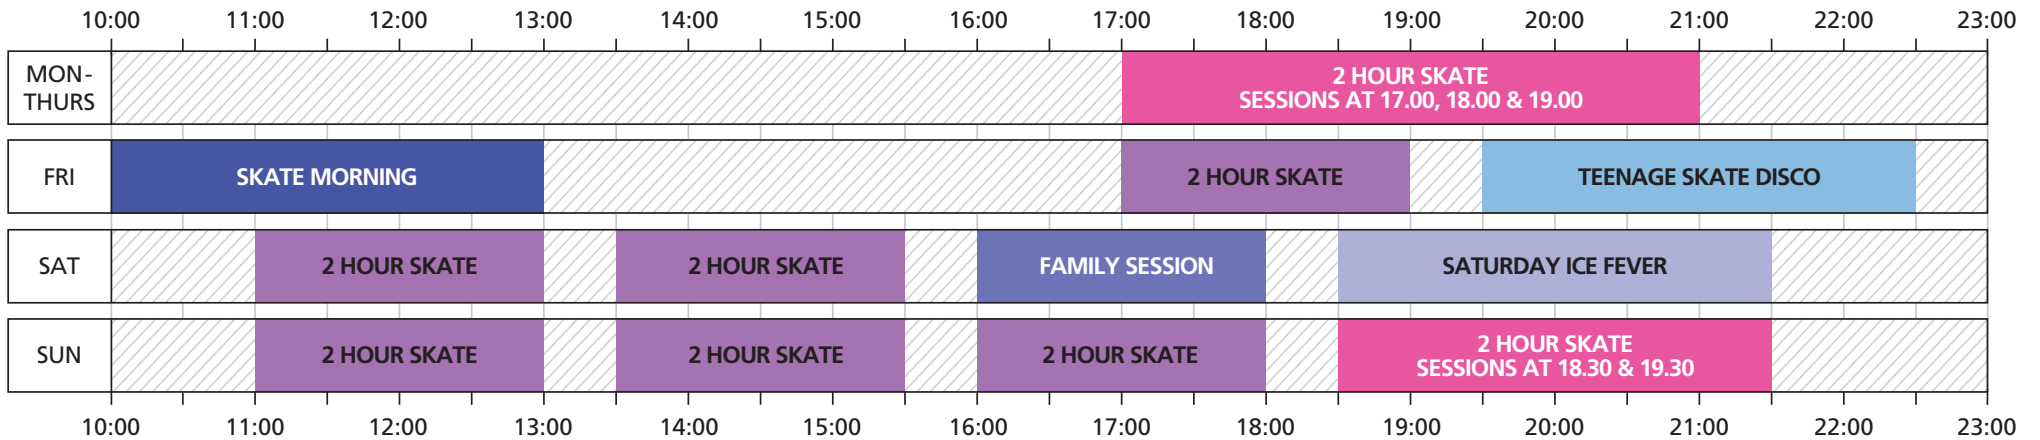 10:00 11:00 12:00 13:00 14:00 15:00 16:00 17:00 18:00 19:00 20:00 21:00 22:00 23:00
MON-
THURS
2 HOUR SKATE
SESSIONS AT 17.00, 18.00 & 19.00
FRI
SKATE MORNING
2 HOUR SKATE
TEENAGE SKATE DISCO
SAT
2 HOUR SKATE
2 HOUR SKATE
FAMILY SESSION
SATURDAY ICE FEVER
SUN
2 HOUR SKATE
2 HOUR SKATE
2 HOUR SKATE
2 HOUR SKATE
SESSIONS AT 18.30 & 19.30
10:00 11:00 12:00 13:00 14:00 15:00 16:00 17:00 18:00 19:00 20:00 21:00 22:00 23:00